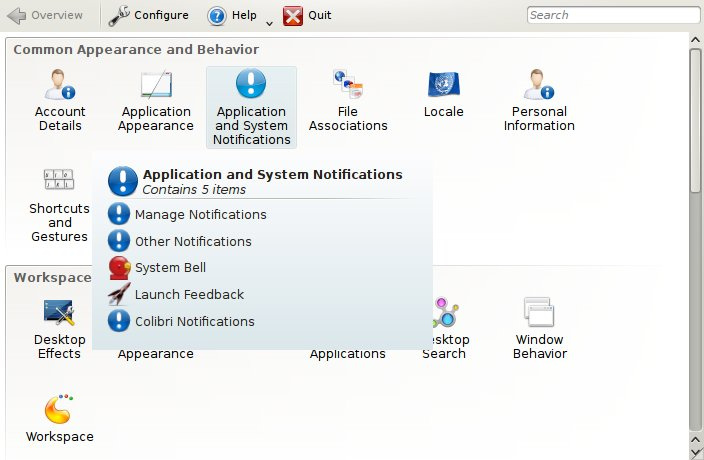 Overview Configure Help Quit Search
Common Appearance and Behavior
Account Details
Application Appearance
Application and System Notifications
File Associations
Locale
Personal Information
Shortcuts and Gestures
Application and System Notifications
Contains 5 items
Manage Notifications
Other Notifications
System Bell
Launch Feedback
Colibri Notifications
Workspace
Desktop Effects
Appearance
Applications
Search
Window Behavior
Workspace